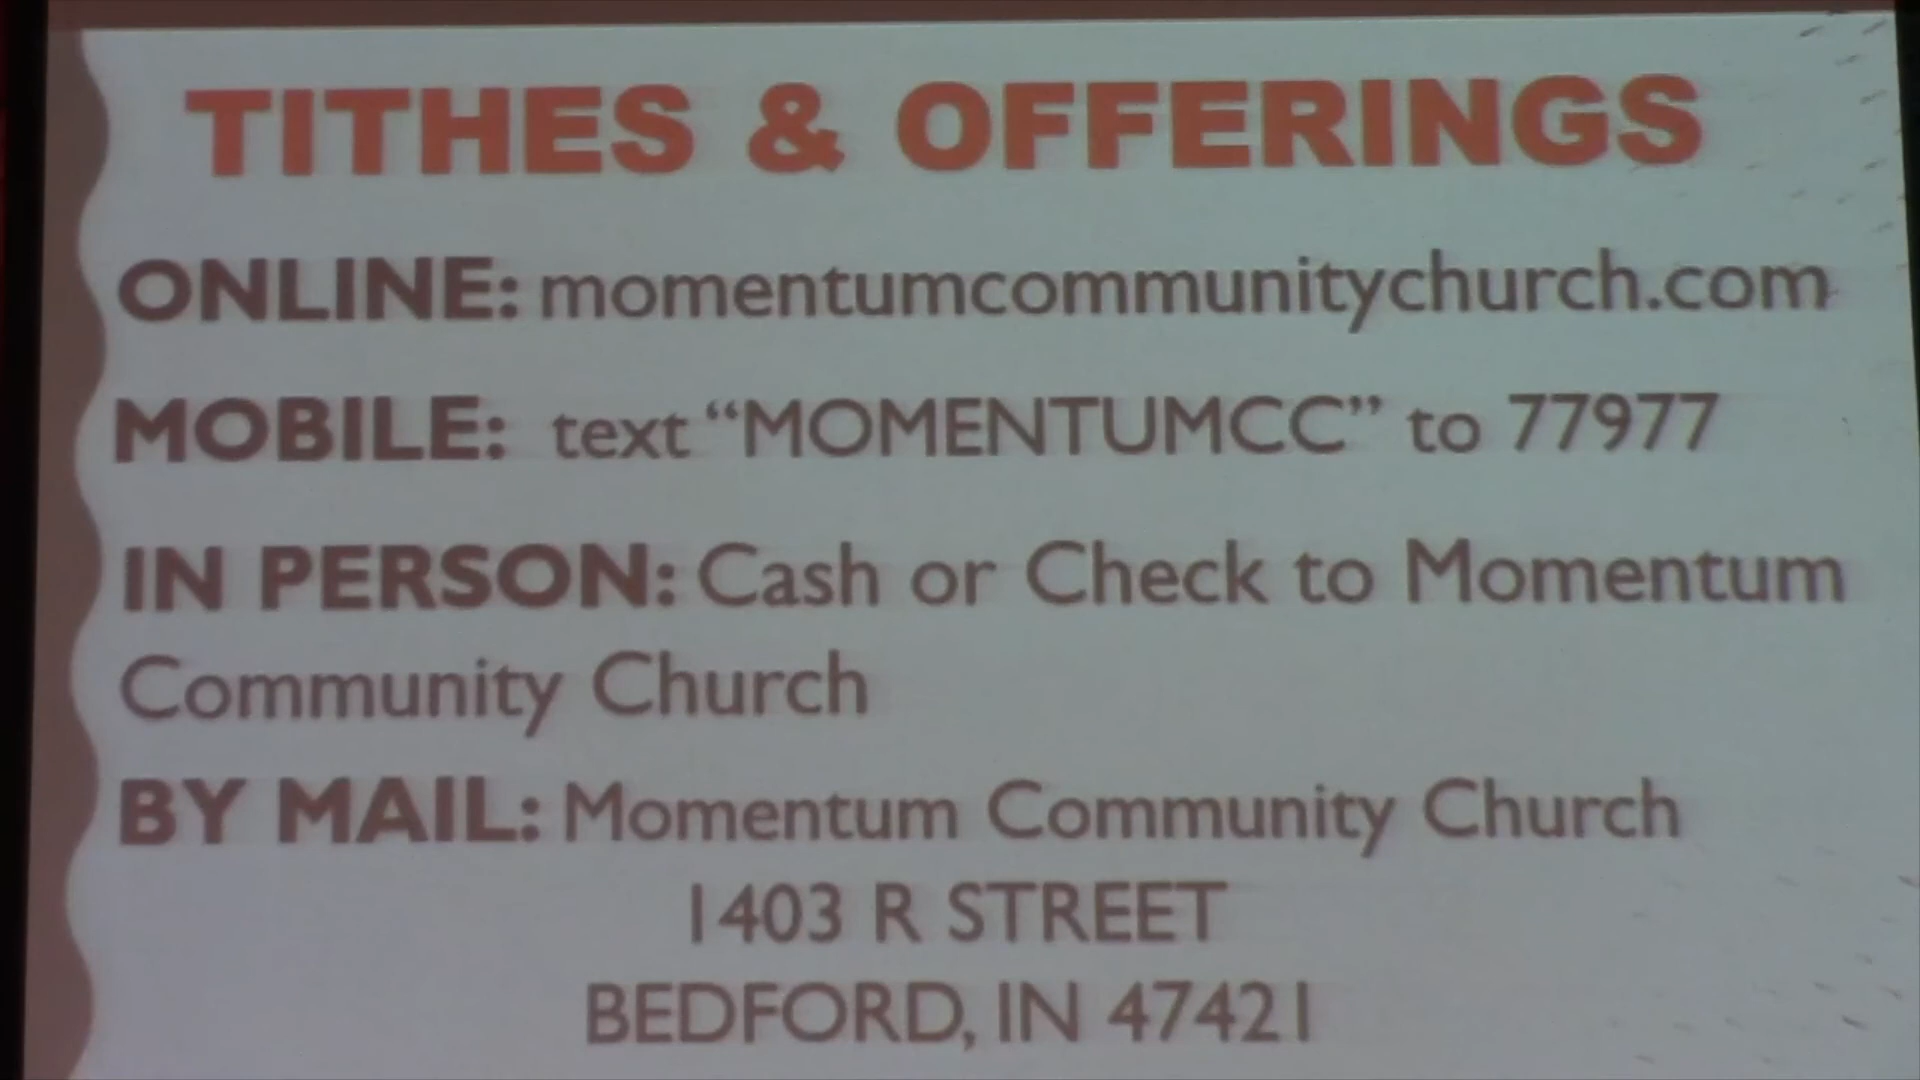 TITHES & OFFERINGS
ONLINE: momentumcommunitychurch.com
MOBILE: text “MOMENTUMCC” to 77977
IN PERSON: Cash or Check to Momentum
Community Church
BY MAIL: Momentum Community Church
1403 R STREET
BEDFORD, IN 47421